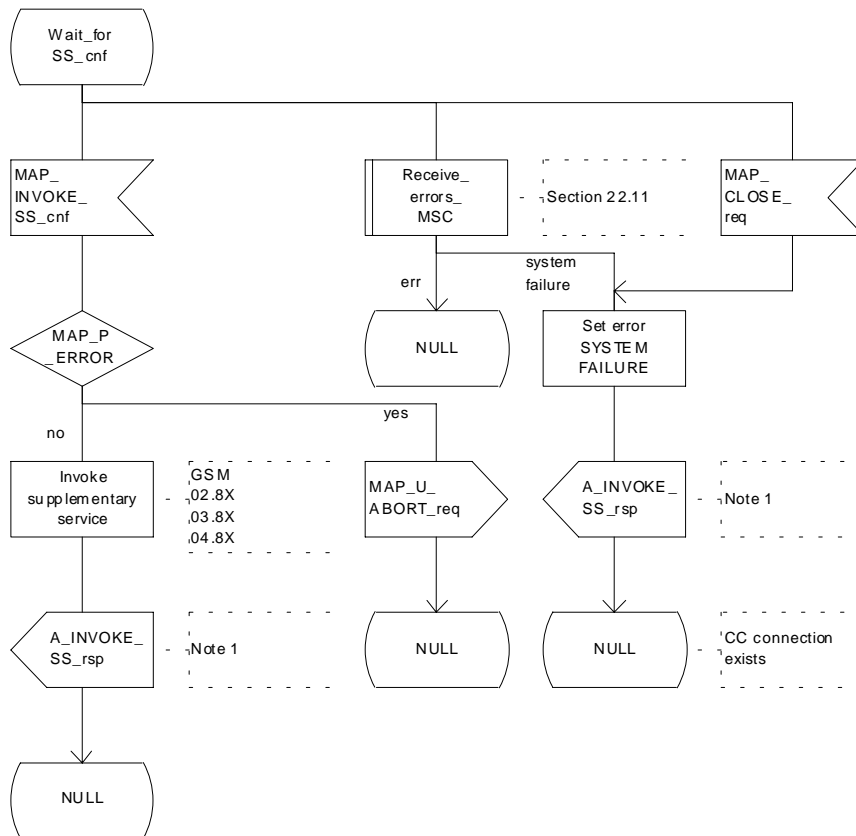 Wait_for
SS_cnf
MAP_
INVOKE_
SS_cnf
Receive_
errors_
MSC
Section 22.11
MAP_
CLOSE_
req
err
system
failure
MAP_P
_ERROR
NULL
Set error
SYSTEM
FAILURE
no
yes
Invoke
supplementary
service
GSM
02.8X
03.8X
04.8X
MAP_U_
ABORT_req
A_INVOKE_
SS_rsp
Note 1
A_INVOKE_
SS_rsp
Note 1
NULL
NULL
CC connection
exists
NULL